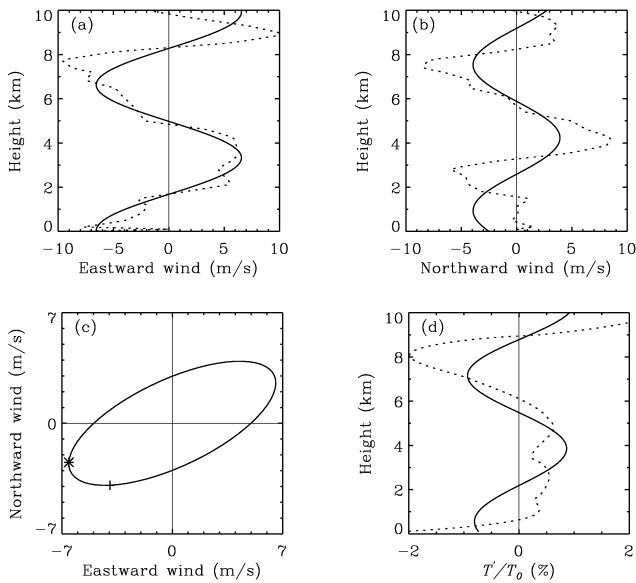 (a)
10
8
6
4
2
0
Height (km)
−10 −5 0 5 10
Eastward wind (m/s)
(b)
10
8
6
4
2
0
Height (km)
−10 −5 0 5 10
Northward wind (m/s)
(c)
7
0
−7
Northward wind (m/s)
−7 0 7
Eastward wind (m/s)
(d)
10
8
6
4
2
0
Height (km)
−2 0 2
T'/T₀ (%)